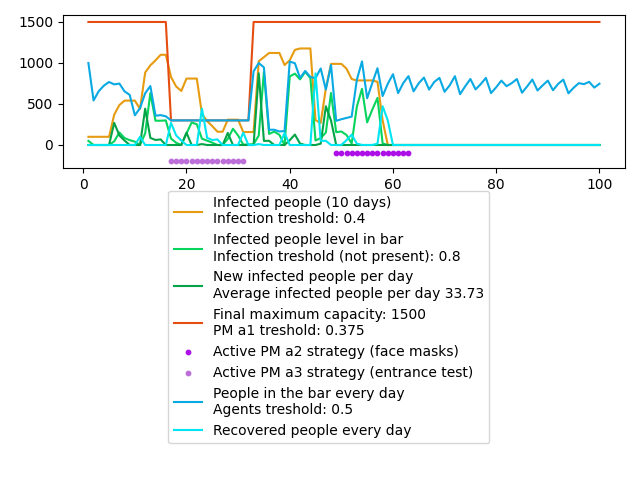 1500
1000
500
0
0 20 40 60 80 100
Infected people (10 days)
Infection treshold: 0.4
Infected people level in bar
Infection treshold (not present): 0.8
New infected people per day
Average infected people per day 33.73
Final maximum capacity: 1500
PM a1 treshold: 0.375
Active PM a2 strategy (face masks)
Active PM a3 strategy (entrance test)
People in the bar every day
Agents treshold: 0.5
Recovered people every day